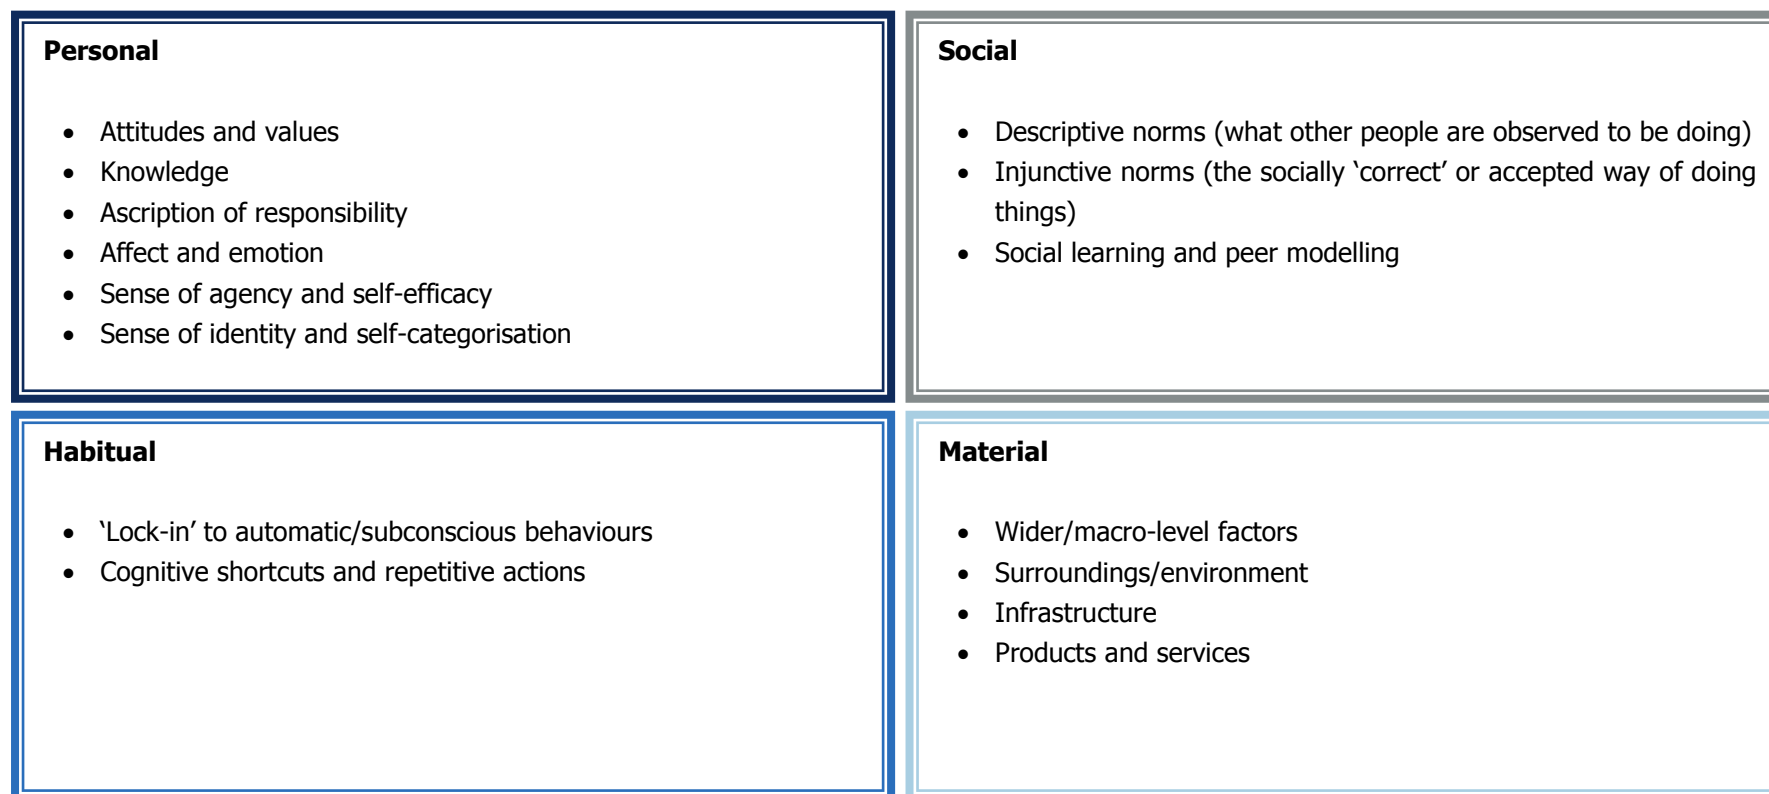 Personal
• Attitudes and values
• Knowledge
• Ascription of responsibility
• Affect and emotion
• Sense of agency and self-efficacy
• Sense of identity and self-categorisation
Social
• Descriptive norms (what other people are observed to be doing)
• Injunctive norms (the socially ‘correct’ or accepted way of doing
things)
• Social learning and peer modelling
Habitual
• ‘Lock-in’ to automatic/subconscious behaviours
• Cognitive shortcuts and repetitive actions
Material
• Wider/macro-level factors
• Surroundings/environment
• Infrastructure
• Products and services